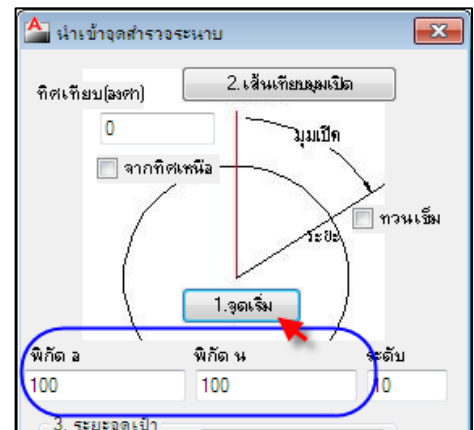 นำเข้าจุดสำรวจระนาบ
ทิศเทียบ(องศา)
2.เส้นเทียบมุมเปิด
0
มุมเปิด
จากทิศเหนือ
ทวนเข็ม
ระยะ
1.จุดเริ่ม
พิกัด อ พิกัด น ระดับ
100 100 10
3. ระยะจุดเป้า